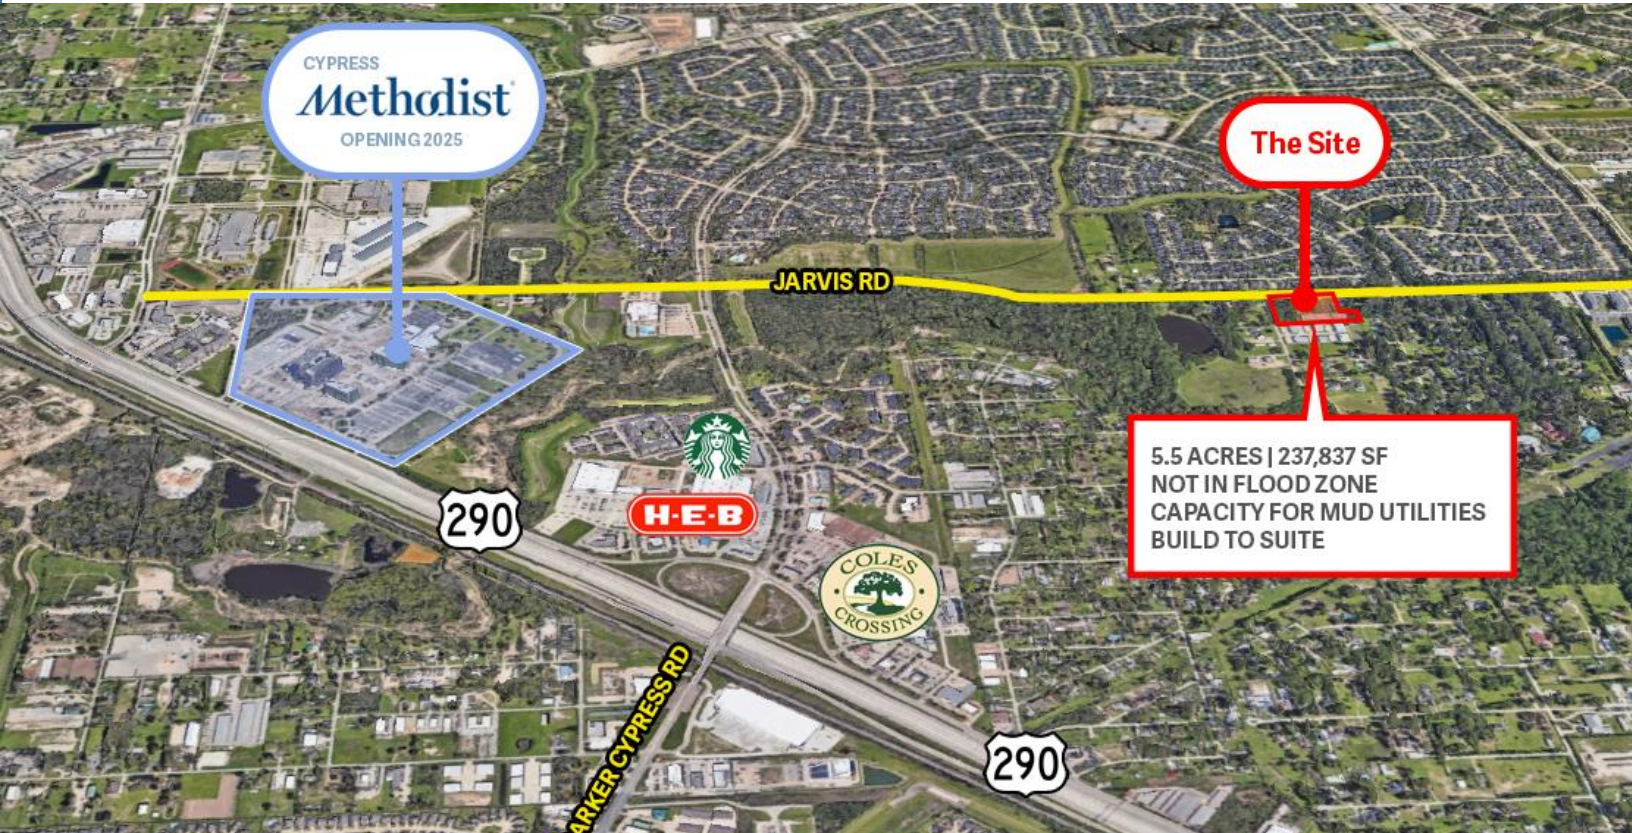 CYPRESS
Methodist
OPENING 2025
The Site
JARVIS RD
5.5 ACRES | 237,837 SF
NOT IN FLOOD ZONE
CAPACITY FOR MUD UTILITIES
BUILD TO SUITE
290
H-E-B
COLES
CROSSING
ARKER CYPRESS RD
290